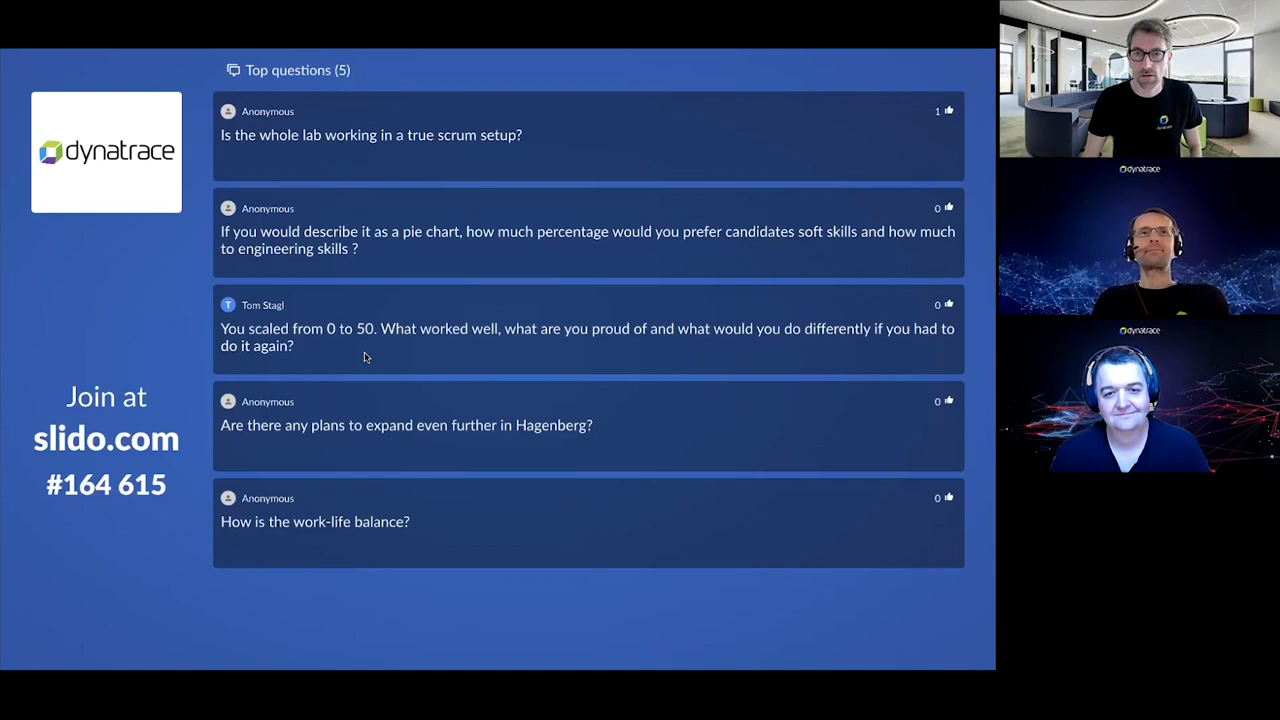 Top questions (5)
dynatrace
Anonymous
1
Is the whole lab working in a true scrum setup?
Anonymous
0
If you would describe it as a pie chart, how much percentage would you prefer candidates soft skills and how much
to engineering skills ?
T Tom Stagl
0
You scaled from 0 to 50. What worked well, what are you proud of and what would you do differently if you had to
do it again?
Anonymous
0
Are there any plans to expand even further in Hagenberg?
Anonymous
0
How is the work-life balance?
Join at
slido.com
#164 615
dynatrace
dynatrace
dynatrace